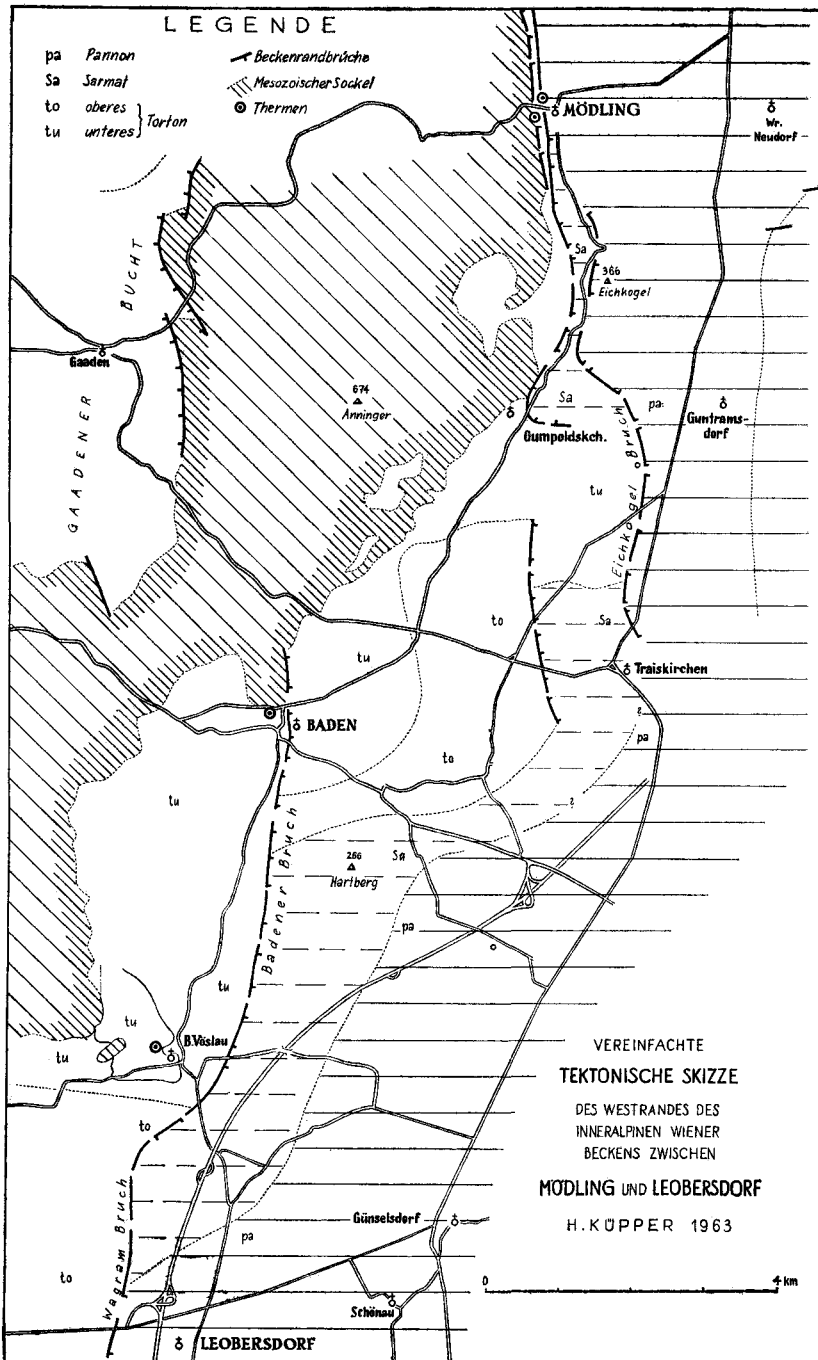 LEGENDE
pa Pannon
Sa Sarmat
to oberes
tu unteres
Torton
Beckenrandbrüche
Mesozoischer Sockel
Thermen
MÖDLING
Wr.
Neudorf
Sa
366
Eichkogel
BUCHT
Gaaden
GAADENER
674
Anninger
Sa
pa
Gumpoldskch.
Guntrams-
dorf
tu
Eichkogel Bruch
to
Sa
tu
Traiskirchen
BADEN
?
pa
to
tu
?
Sa
266
Hartberg
Badener Bruch
pa
tu
tu
B.Vöslau
tu
to
VEREINFACHTE
TEKTONISCHE SKIZZE
DES WESTRANDES DES
INNERALPINEN WIENER
BECKENS ZWISCHEN
MÖDLING UND LEOBERSDORF
H. KÜPPER 1963
Günselsdorf
pa
Wagram Bruch
to
0 4 km
Schönau
LEOBERSDORF